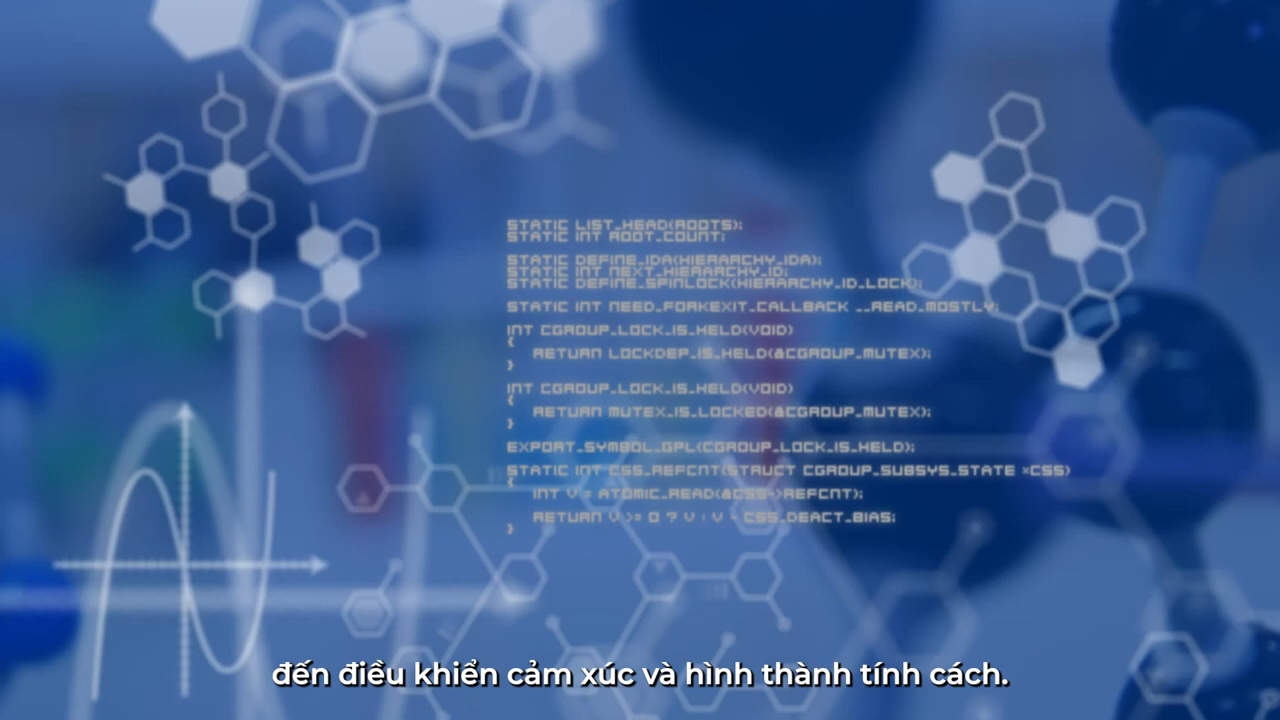 STATIC LIST_HEAD(ROOTS);
STATIC INT ROOT_COUNT;
STATIC DEFINE_IDA(HIERARCHY_IDA);
STATIC INT NEXT_HIERARCHY_ID;
STATIC DEFINE_SPINLOCK(HIERARCHY_ID_LOCK);
STATIC INT NEED_FORKEXIT_CALLBACK __READ_MOSTLY;
INT CGROUP_LOCK_IS_HELD(VOID)
{
RETURN LOCKDEP_IS_HELD(&CGROUP_MUTEX);
}
INT CGROUP_LOCK_IS_HELD(VOID)
{
RETURN MUTEX_IS_LOCKED(&CGROUP_MUTEX);
}
EXPORT_SYMBOL_GPL(CGROUP_LOCK_IS_HELD);
STATIC INT CSS_REFCNT(STRUCT CGROUP_SUBSYS_STATE *CSS)
{
INT V = ATOMIC_READ(&CSS->REFCNT);
RETURN V >= 0 ? V : V - CSS_DEACT_BIAS;
}
đến điều khiển cảm xúc và hình thành tính cách.